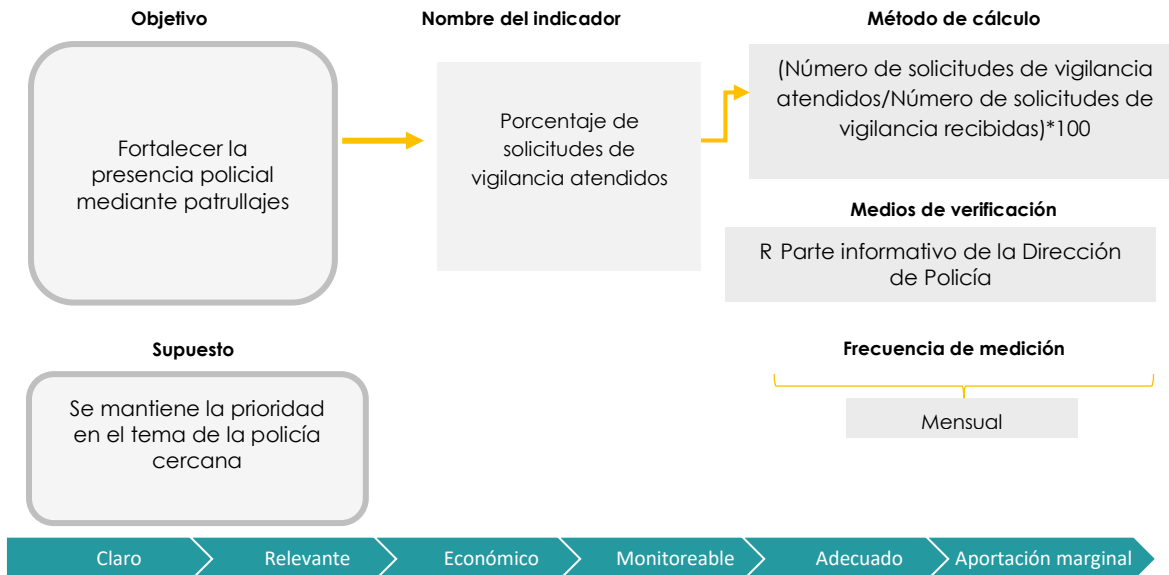 Objetivo
Nombre del indicador
Método de cálculo
Fortalecer la
presencia policial
mediante patrullajes
Porcentaje de
solicitudes de
vigilancia atendidos
(Número de solicitudes de vigilancia
atendidos/Número de solicitudes de
vigilancia recibidas)*100
Medios de verificación
R Parte informativo de la Dirección
de Policía
Supuesto
Se mantiene la prioridad
en el tema de la policía
cercana
Frecuencia de medición
Mensual
Claro
Relevante
Económico
Monitoreable
Adecuado
Aportación marginal